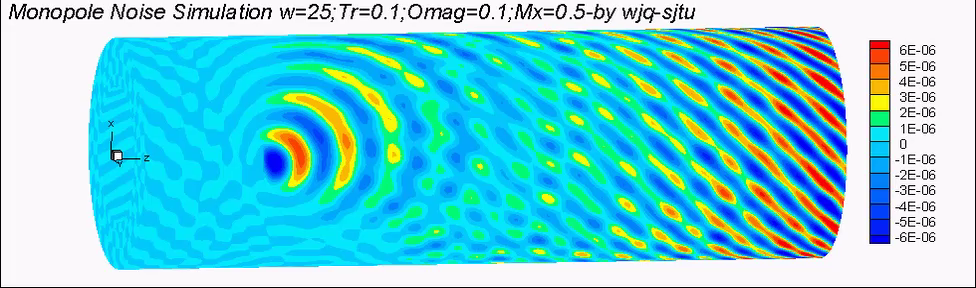 Monopole Noise Simulation w=25;Tr=0.1;Omag=0.1;Mx=0.5-by wjq-sjtu
x
z
6E-06
5E-06
4E-06
3E-06
2E-06
1E-06
0
-1E-06
-2E-06
-3E-06
-4E-06
-5E-06
-6E-06